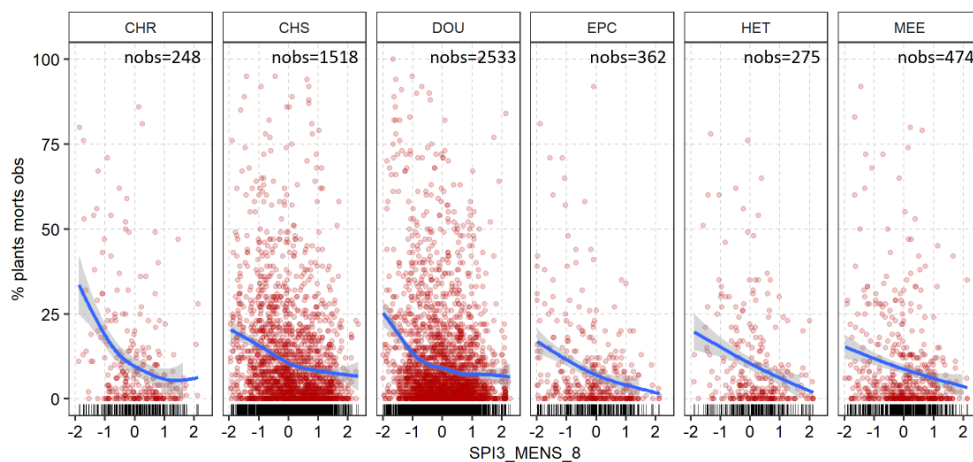 CHR CHS DOU EPC HET MEE
nobs=248 nobs=1518 nobs=2533 nobs=362 nobs=275 nobs=474
100
75
50
25
0
% plants morts obs
-2 -1 0 1 2 -2 -1 0 1 2 -2 -1 0 1 2 -2 -1 0 1 2 -2 -1 0 1 2 -2 -1 0 1 2
SPI3_MENS_8